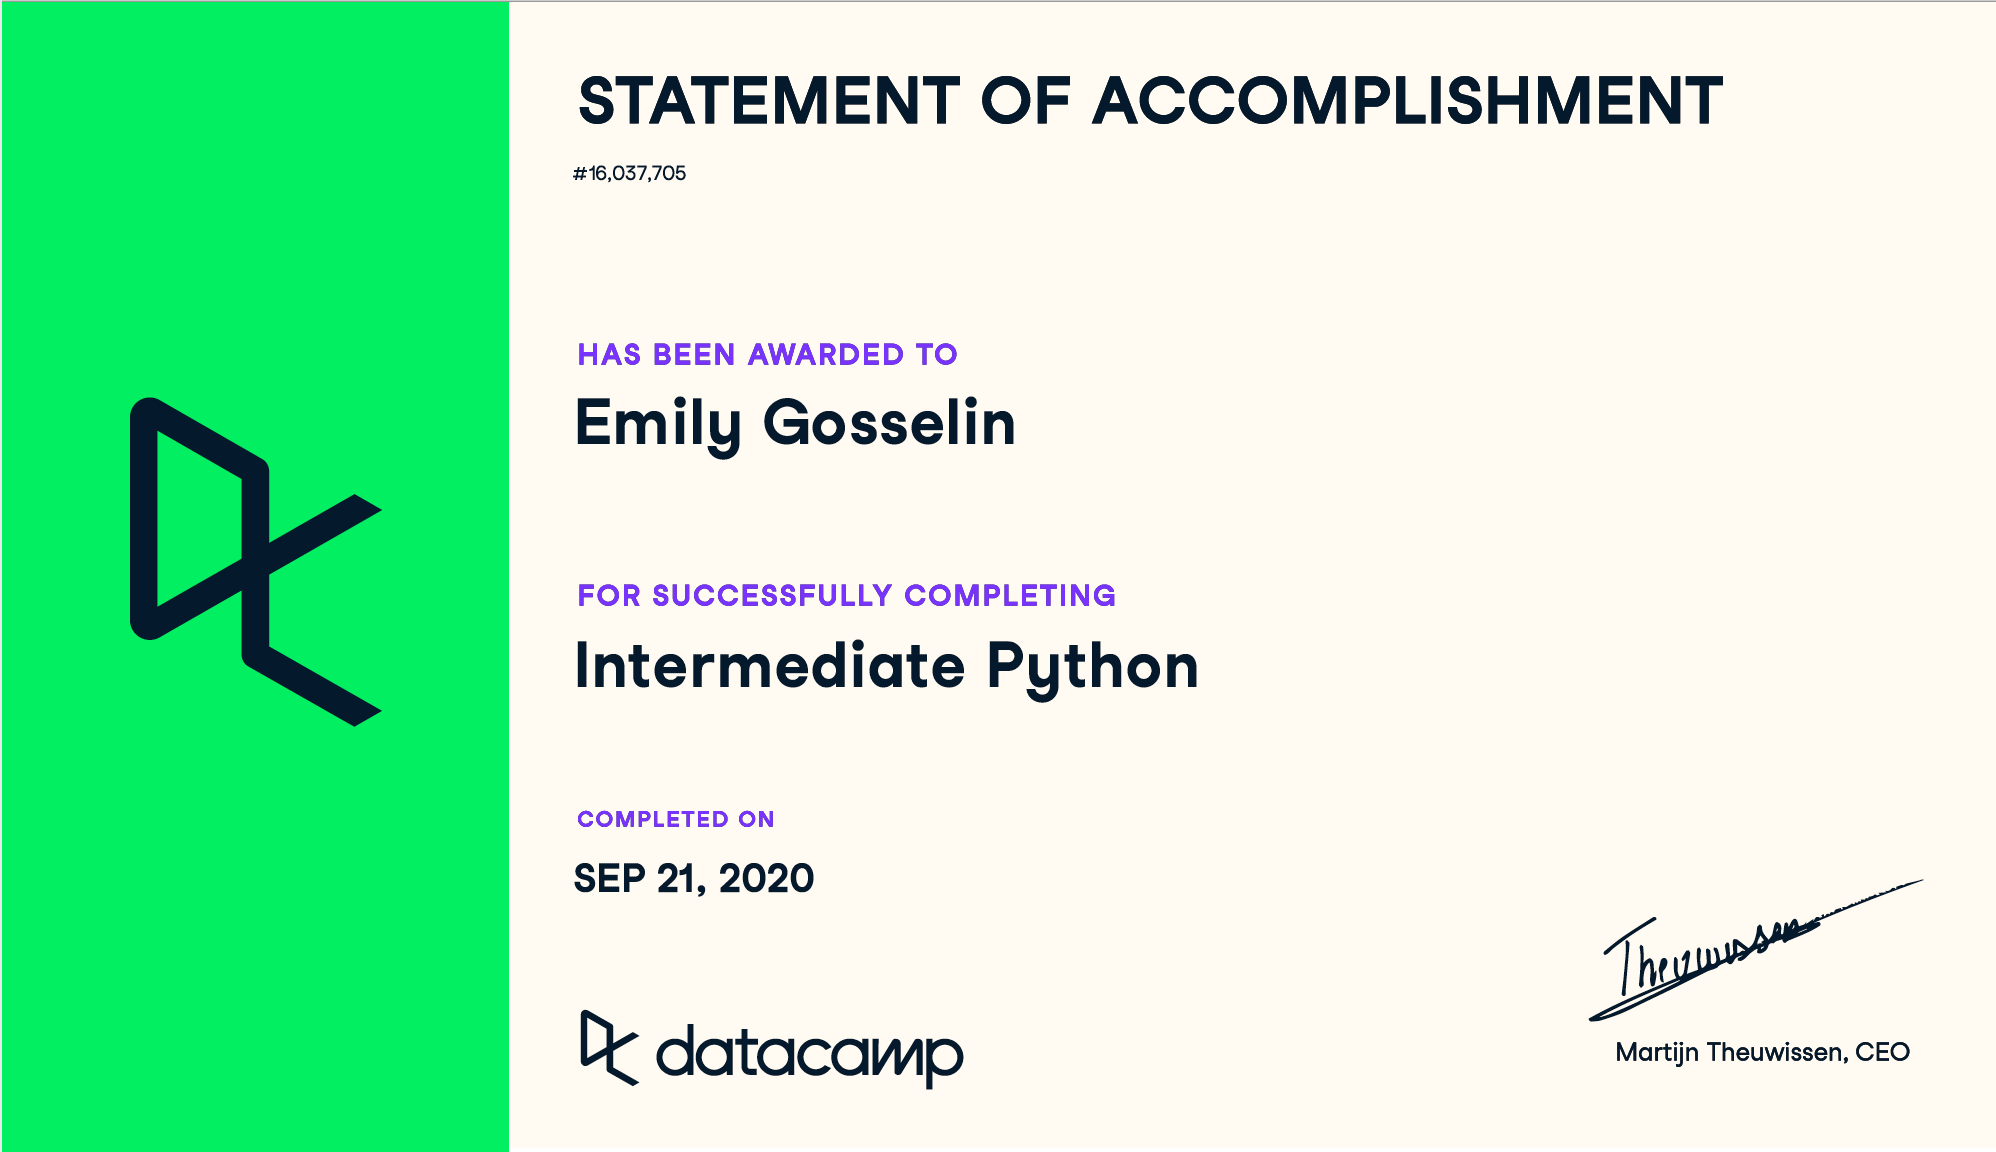 STATEMENT OF ACCOMPLISHMENT
#16,037,705
HAS BEEN AWARDED TO
Emily Gosselin
FOR SUCCESSFULLY COMPLETING
Intermediate Python
COMPLETED ON
SEP 21, 2020
Theuwissen
datacamp
Martijn Theuwissen, CEO